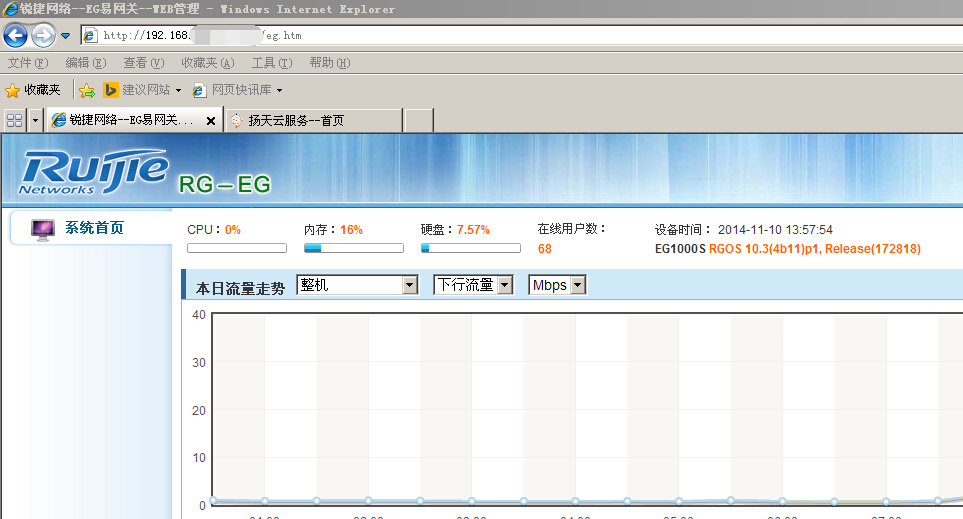 锐捷网络--EG易网关--WEB管理 - Windows Internet Explorer
http://192.168. /eg.htm
文件(F) 编辑(E) 查看(V) 收藏夹(A) 工具(T) 帮助(H)
收藏夹 建议网站 网页快讯库
锐捷网络--EG易网关... 扬天云服务--首页
Ruijie
Networks RG-EG
系统首页
CPU：0% 内存：16% 硬盘：7.57% 在线用户数： 设备时间： 2014-11-10 13:57:54
68 EG1000S RGOS 10.3(4b11)p1, Release(172818)
本日流量走势 整机 下行流量 Mbps
40
30
20
10
0